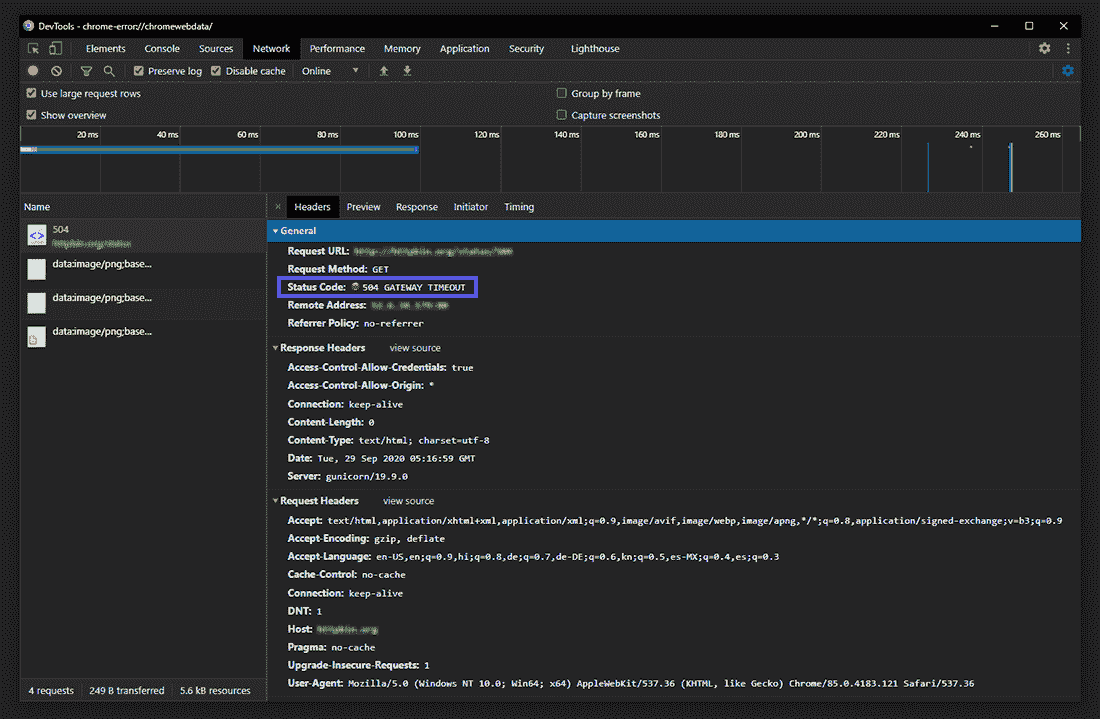 DevTools - chrome-error://chromewebdata/
Elements Console Sources Network Performance Memory Application Security Lighthouse
Preserve log Disable cache Online
Use large request rows Group by frame
Show overview Capture screenshots
20 ms 40 ms 60 ms 80 ms 100 ms 120 ms 140 ms 160 ms 180 ms 200 ms 220 ms 240 ms 260 ms
Name
504
data:image/png;base...
data:image/png;base...
data:image/png;base...
4 requests 249 B transferred 5.6 kB resources
× Headers Preview Response Initiator Timing
General
Request URL:
Request Method: GET
Status Code: 504 GATEWAY TIMEOUT
Remote Address:
Referrer Policy: no-referrer
Response Headers view source
Access-Control-Allow-Credentials: true
Access-Control-Allow-Origin: *
Connection: keep-alive
Content-Length: 0
Content-Type: text/html; charset=utf-8
Date: Tue, 29 Sep 2020 05:16:59 GMT
Server: gunicorn/19.9.0
Request Headers view source
Accept: text/html,application/xhtml+xml,application/xml;q=0.9,image/avif,image/webp,image/apng,*/*;q=0.8,application/signed-exchange;v=b3;q=0.9
Accept-Encoding: gzip, deflate
Accept-Language: en-US,en;q=0.9,hi;q=0.8,de;q=0.7,de-DE;q=0.6,kn;q=0.5,es-MX;q=0.4,es;q=0.3
Cache-Control: no-cache
Connection: keep-alive
DNT: 1
Host:
Pragma: no-cache
Upgrade-Insecure-Requests: 1
User-Agent: Mozilla/5.0 (Windows NT 10.0; Win64; x64) AppleWebKit/537.36 (KHTML, like Gecko) Chrome/85.0.4183.121 Safari/537.36